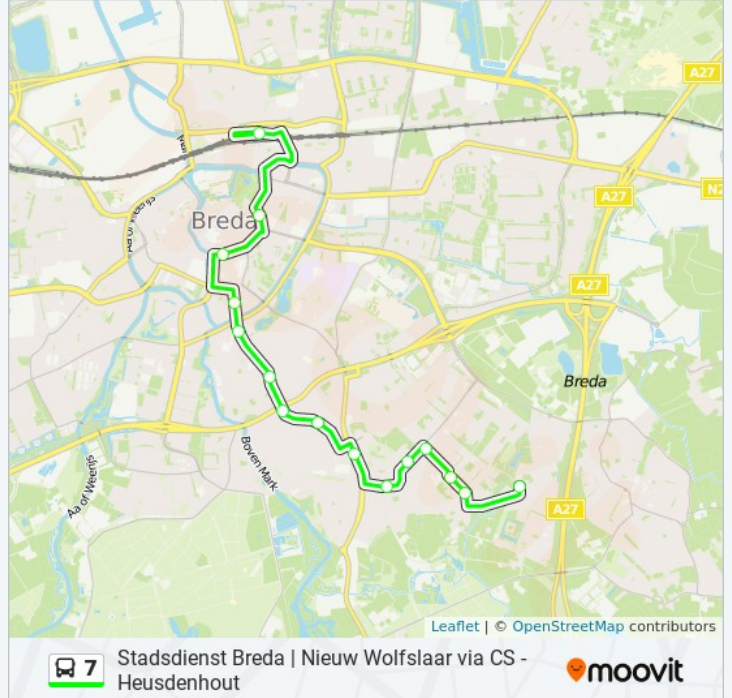 A27
Mark
A27
N2
Breda
A27
Breda
Boven Mark
Aa of Weerijs
A27
Leaflet | © OpenStreetMap contributors
7
Stadsdienst Breda | Nieuw Wolfslaar via CS -
Heusdenhout
moovit